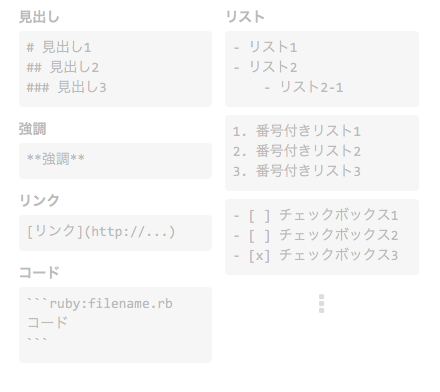 見出し
# 見出し1
## 見出し2
### 見出し3
強調
**強調**
リンク
[リンク](http://...)
コード
```ruby:filename.rb
コード
```
リスト
- リスト1
- リスト2
    - リスト2-1
1. 番号付きリスト1
2. 番号付きリスト2
3. 番号付きリスト3
- [ ] チェックボックス1
- [ ] チェックボックス2
- [x] チェックボックス3